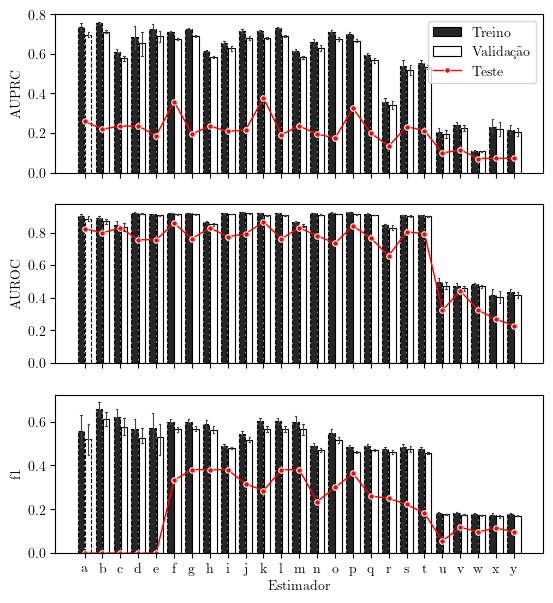 0.8
Treino
Validação
Teste
0.6
AUPRC
0.4
0.2
0.0
0.8
0.6
AUROC
0.4
0.2
0.0
0.6
0.4
f1
0.2
0.0
a b c d e f g h i j k l m n o p q r s t u v w x y
Estimador